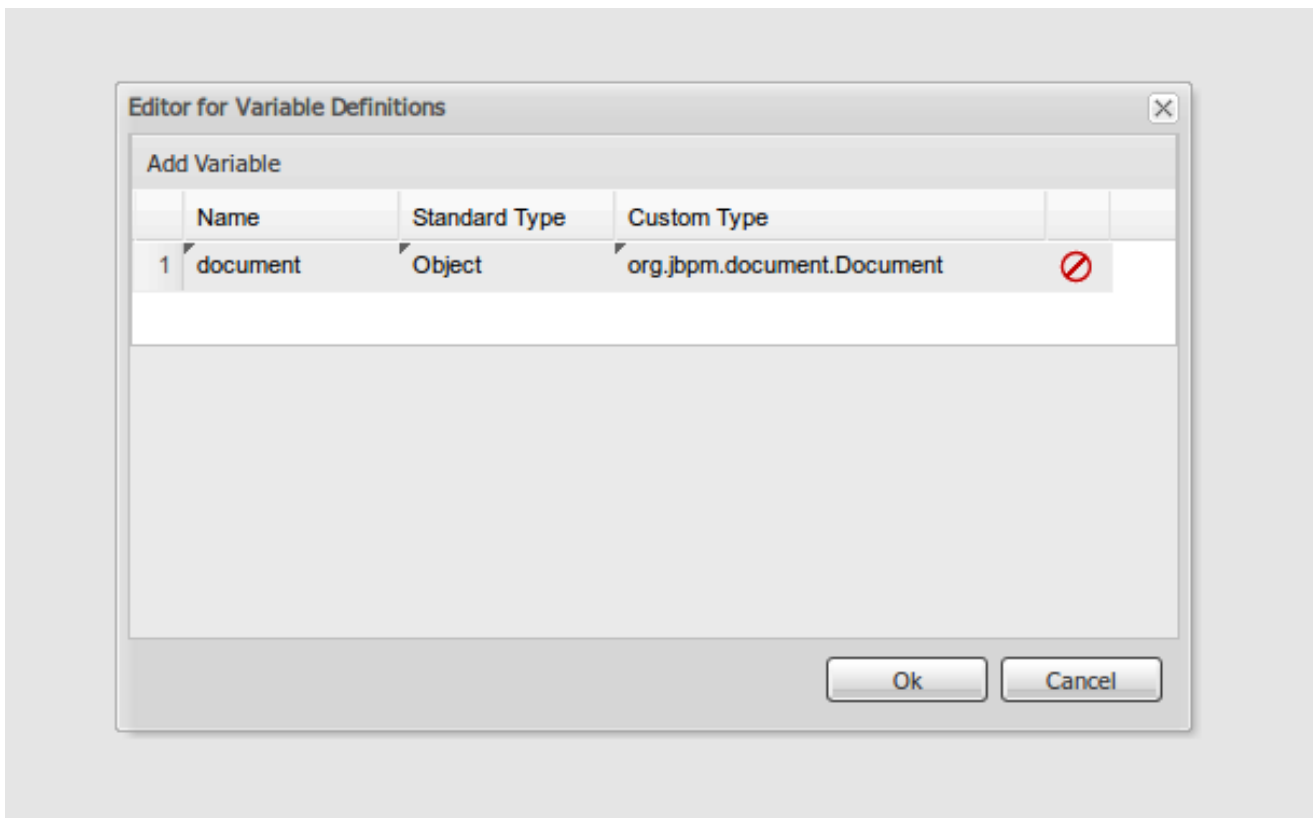 Editor for Variable Definitions
Add Variable
Name Standard Type Custom Type
1 document Object org.jbpm.document.Document
Ok Cancel